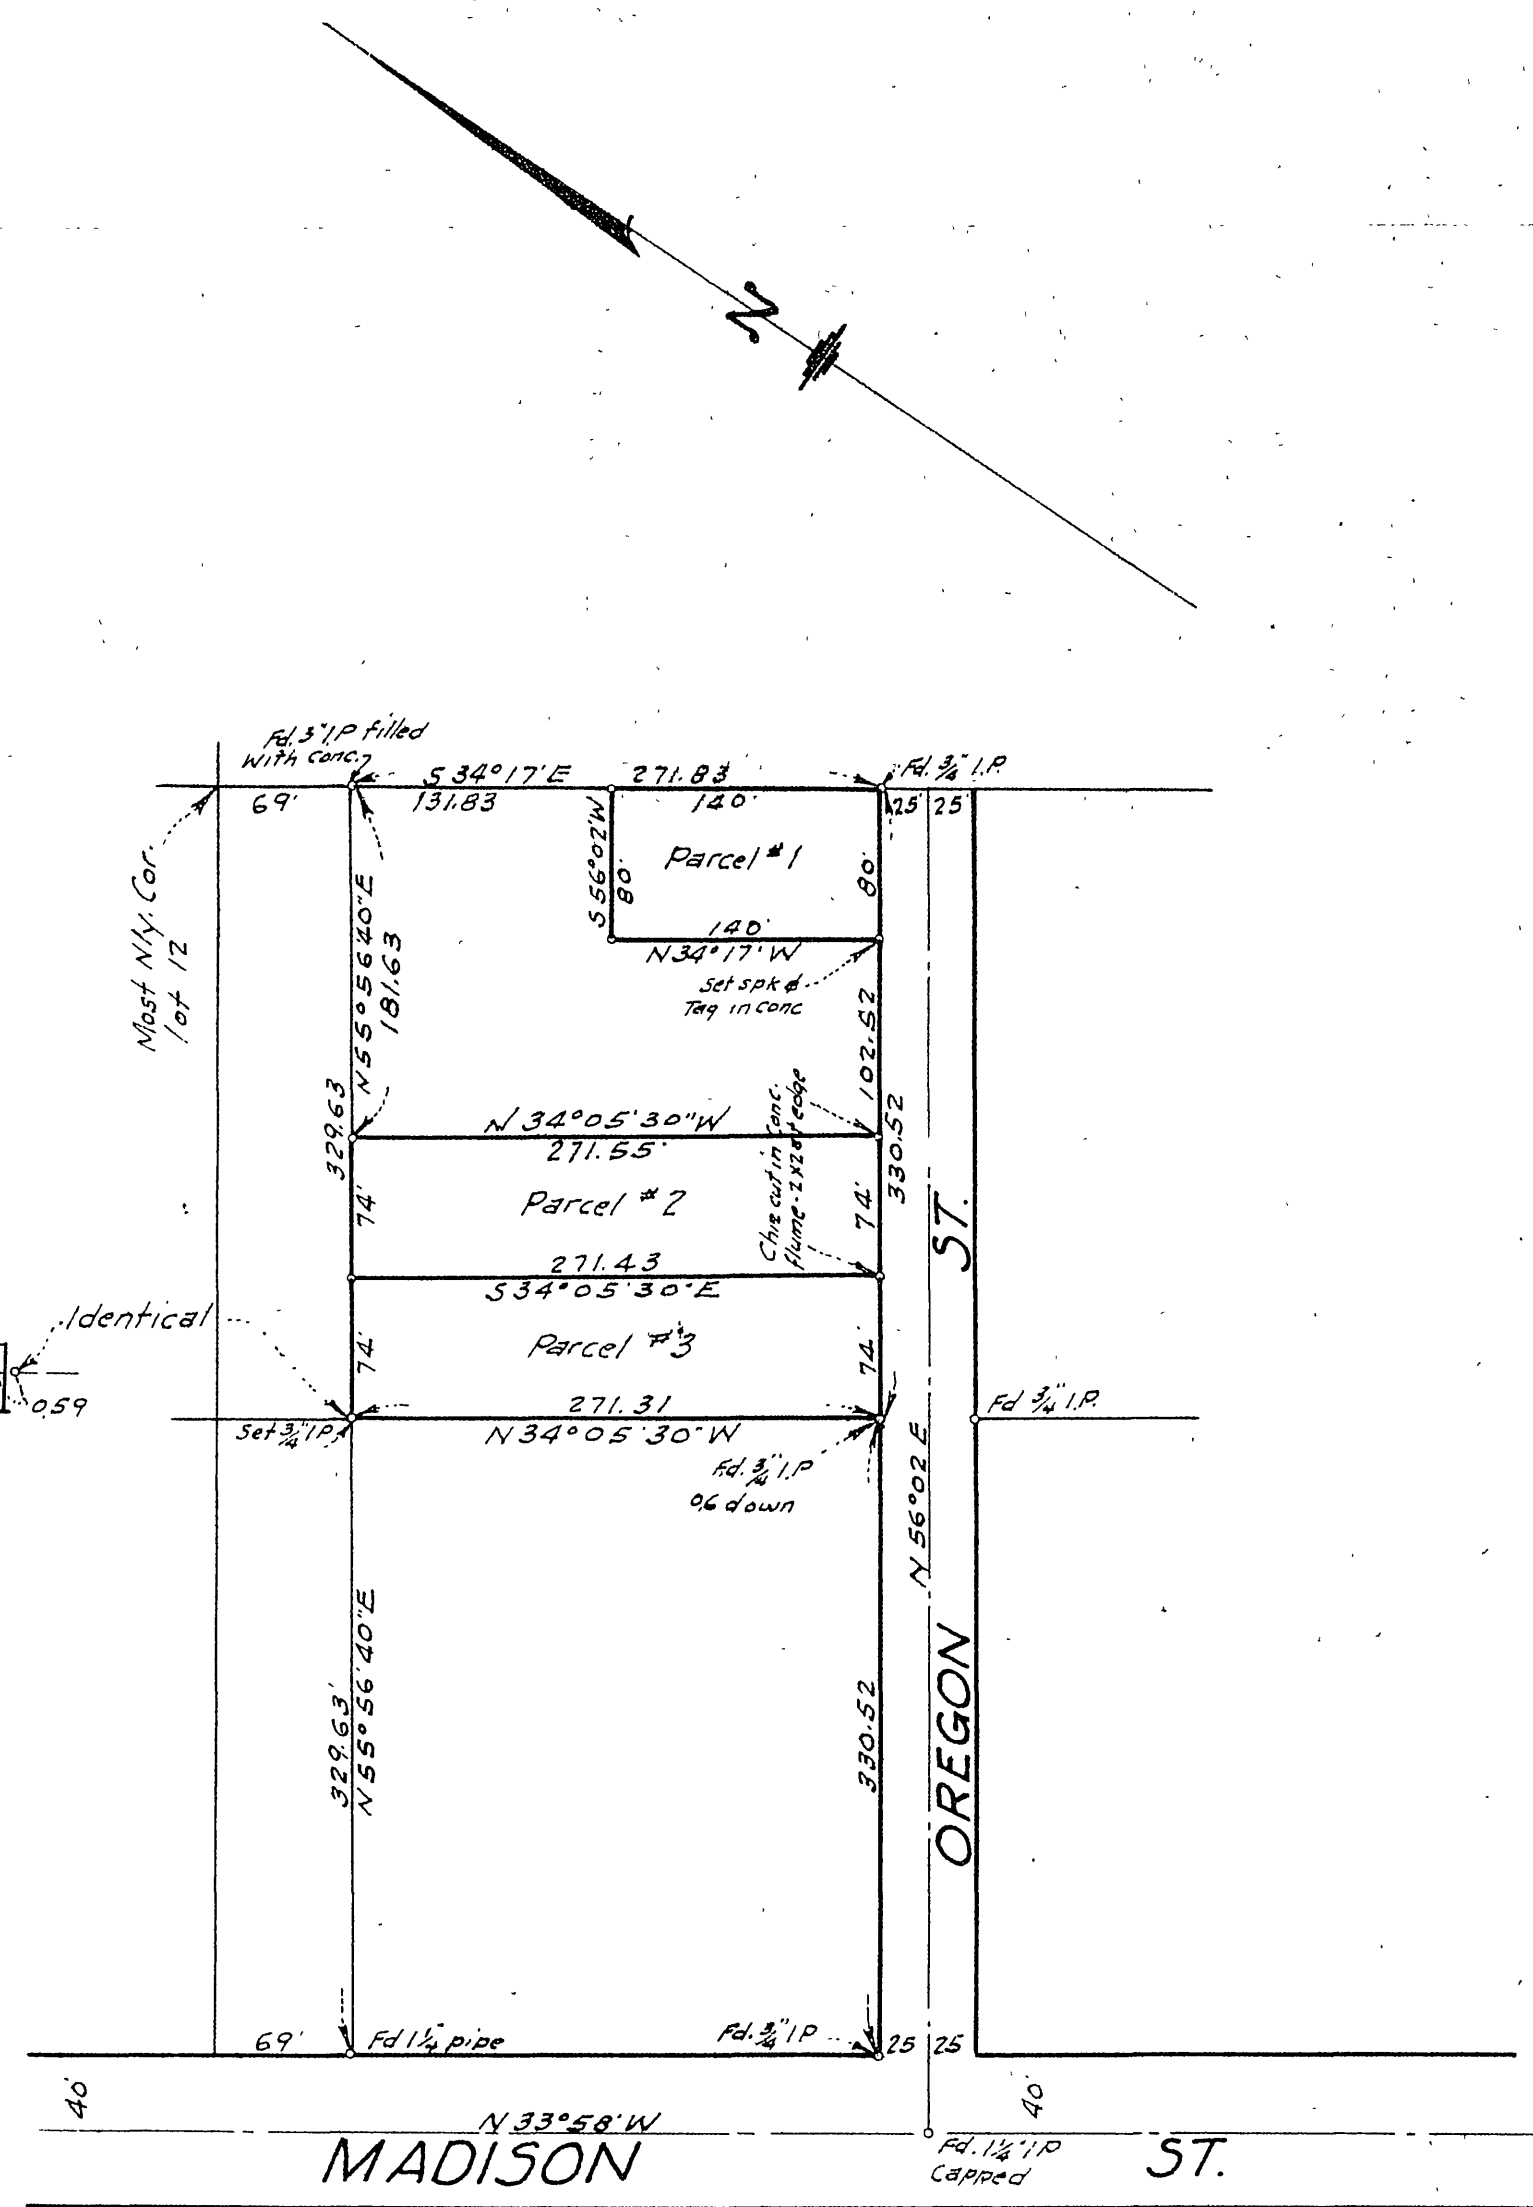 N
Fd. 3" I.P. filled
with conc.
S 34°17' E 271.83
Fd. 3/4" I.P.
69'
131.83
140'
25' 25'
Parcel #1
S 56°02' W
80'
80'
140'
N 34°17' W
Set spk &
Tag in conc
Most Nly. Cor.
lot 12
N 55°56'40" E
181.63
102.52
329.63
330.52
N 34°05'30" W
271.55'
Chiz cut in conc.
flume - 2x2
edge
74'
Parcel #2
74'
271.43
S 34°05'30" E
Identical
0.59
74'
Parcel #3
74'
271.31
N 34°05'30" W
Set 3/4" I.P.
Fd. 3/4" I.P.
0.6 down
Fd 3/4" I.P.
N 56°02 E
OREGON ST.
329.63'
N 55°56'40" E
330.52
69'
Fd 1 1/4" pipe
Fd. 3/4" I.P.
25 25
40'
40'
N 33°58' W
MADISON ST.
Fd. 1 1/4" I.P.
Capped